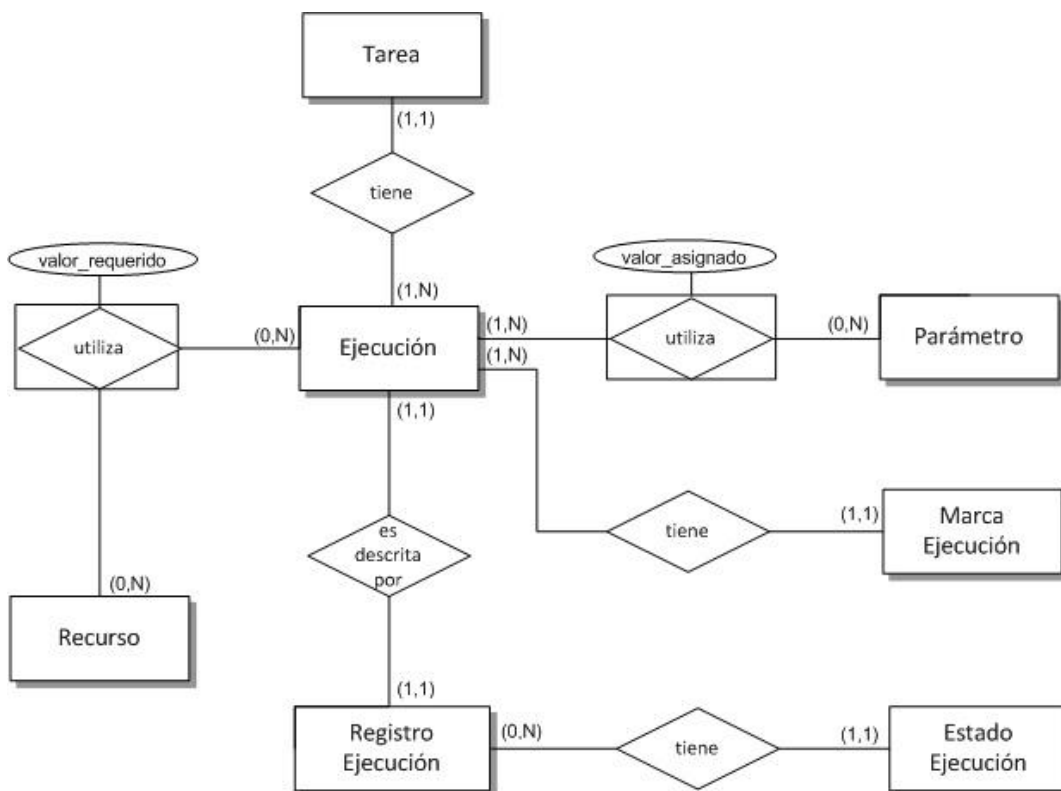 Tarea
(1,1)
tiene
(1,N)
valor_requerido
utiliza
(0,N)
Ejecución
(1,N)
(1,N)
valor_asignado
utiliza
(0,N)
Parámetro
(1,1)
es
descrita
por
tiene
(1,1)
Marca
Ejecución
(0,N)
Recurso
(1,1)
Registro
Ejecución
(0,N)
tiene
(1,1)
Estado
Ejecución